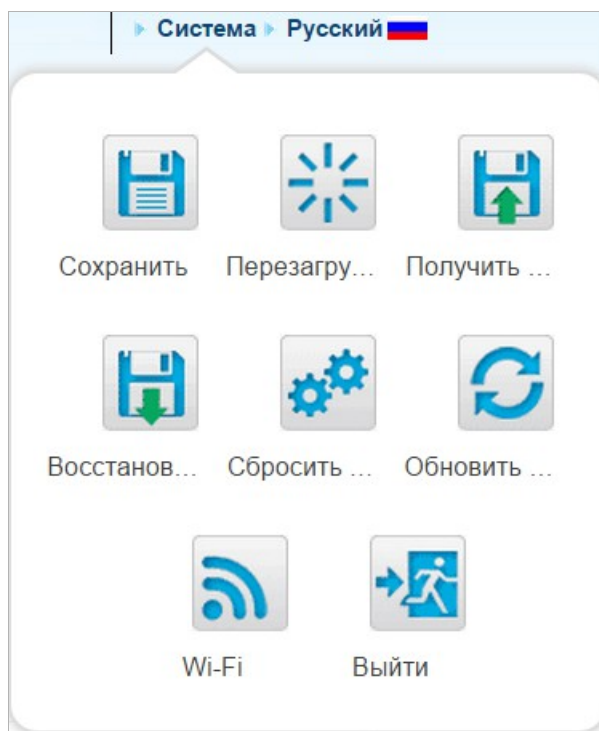 Система Русский
Сохранить Перезагру... Получить ...
Восстанов... Сбросить ... Обновить ...
Wi-Fi Выйти